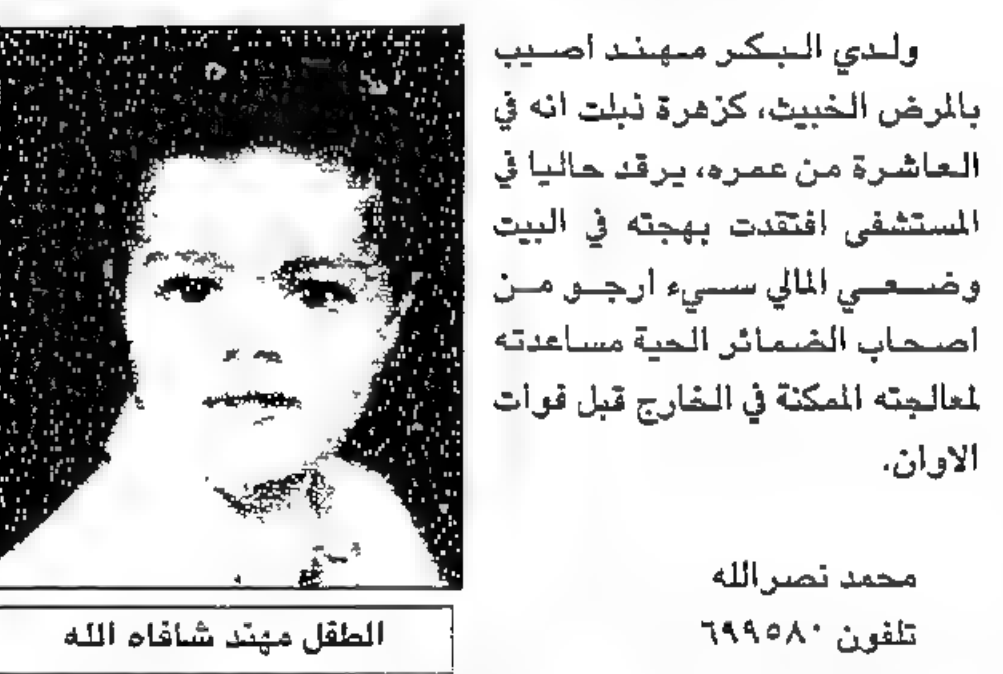 ولدي البكر مهند اصيب
بالمرض الخبيث، كزهرة ذبلت انه في
العاشرة من عمره، يرقد حاليا في
المستشفى افتقدت بهجته في البيت
وضعي المالي سيء ارجو من
اصحاب الضمائر الحية مساعدته
لمعالجته الممكنة في الخارج قبل فوات
الاوان.
محمد نصرالله
تلفون ٦٩٩٥٨٠
الطفل مهند شافاه الله